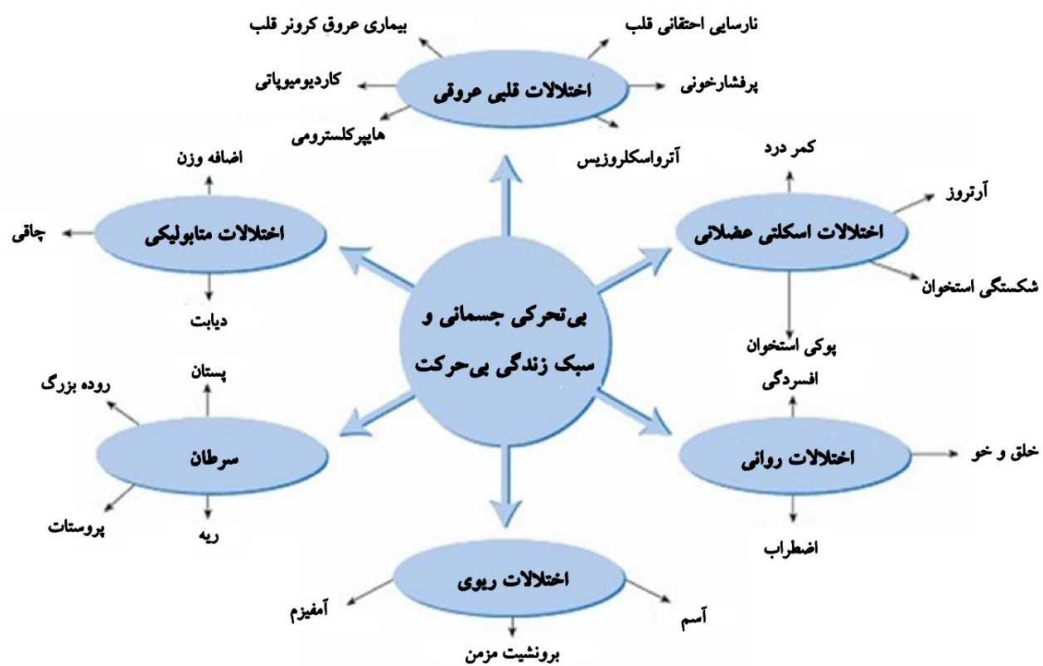 نارسایی احتقانی قلب
بیماری عروق کرونر قلب
اختلالات قلبی عروقی
پرفشارخونی
کاردیومیوپاتی
هایپرکلسترومی
آترواسکلروزیس
کمر درد
آرتروز
اختلالات اسکلتی عضلانی
شکستگی استخوان
پوکی استخوان
اضافه وزن
اختلالات متابولیکی
چاقی
دیابت
بی‌تحرکی جسمانی و
سبک زندگی بی‌حرکت
افسردگی
اختلالات روانی
خلق و خو
اضطراب
پستان
روده بزرگ
سرطان
پروستات
ریه
اختلالات ریوی
آسم
آمفیزم
برونشیت مزمن